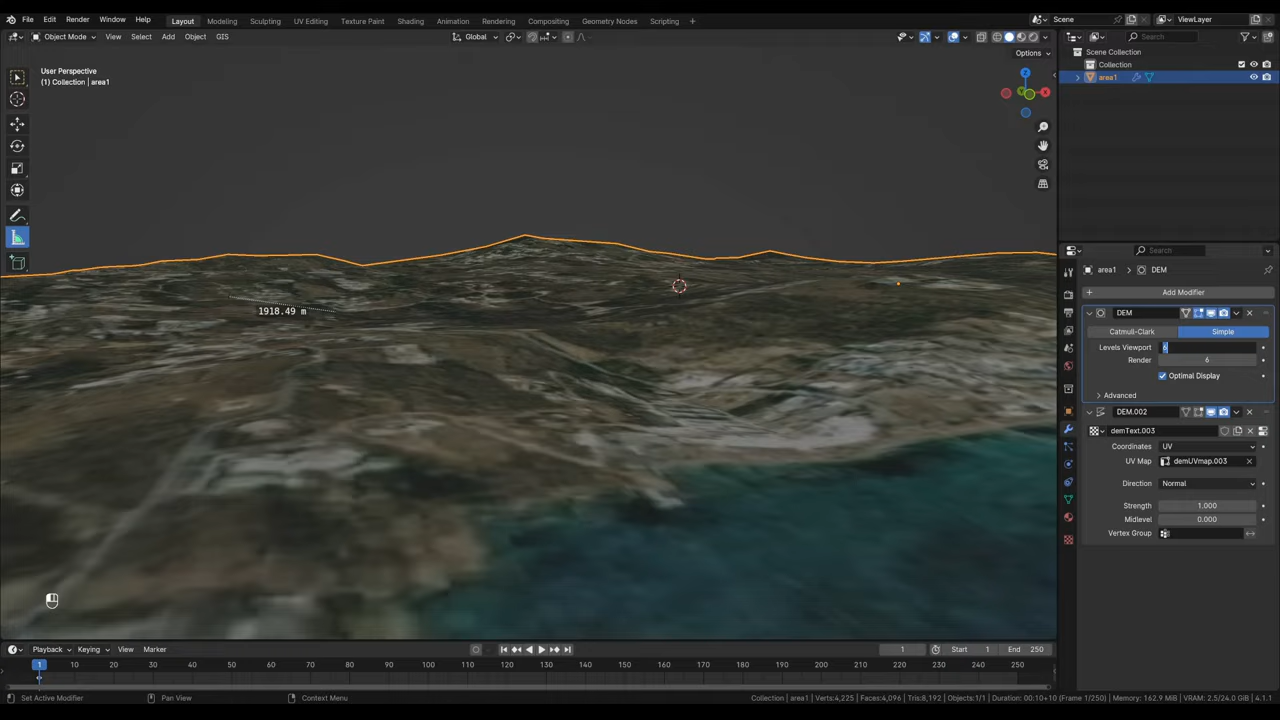 File Edit Render Window Help Layout Modeling Sculpting UV Editing Texture Paint Shading Animation Rendering Compositing Geometry Nodes Scripting Scene ViewLayer
Object Mode View Select Add Object GIS Global Search
Options
User Perspective
(1) Collection | area1
Scene Collection
Collection
area1
Search
area1 DEM
Add Modifier
DEM
Catmull-Clark Simple
Levels Viewport 6
Render 6
Optimal Display
Advanced
DEM.002
demText.003
Coordinates UV
UV Map demUVmap.003
Direction Normal
Strength 1.000
Midlevel 0.000
Vertex Group
1918.49 m
Playback Keying View Marker 1 Start 1 End 250
1 10 20 30 40 50 60 70 80 90 100 110 120 130 140 150 160 170 180 190 200 210 220 230 240 250
Set Active Modifier Pan View Context Menu Collection | area1 | Verts:4,225 | Faces:4,096 | Tris:8,192 | Objects:1/1 | Duration: 00:10+10 (Frame 1/250) | Memory: 162.9 MiB | VRAM: 2.5/24.0 GiB | 4.1.1